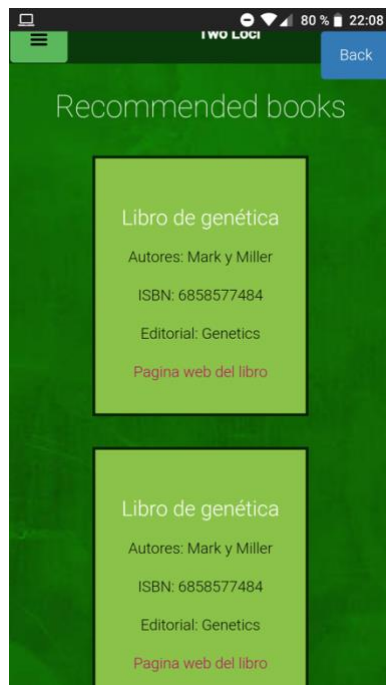 80 % 22:08
Two Loci
Back
Recommended books
Libro de genética
Autores: Mark y Miller
ISBN: 6858577484
Editorial: Genetics
Pagina web del libro
Libro de genética
Autores: Mark y Miller
ISBN: 6858577484
Editorial: Genetics
Pagina web del libro